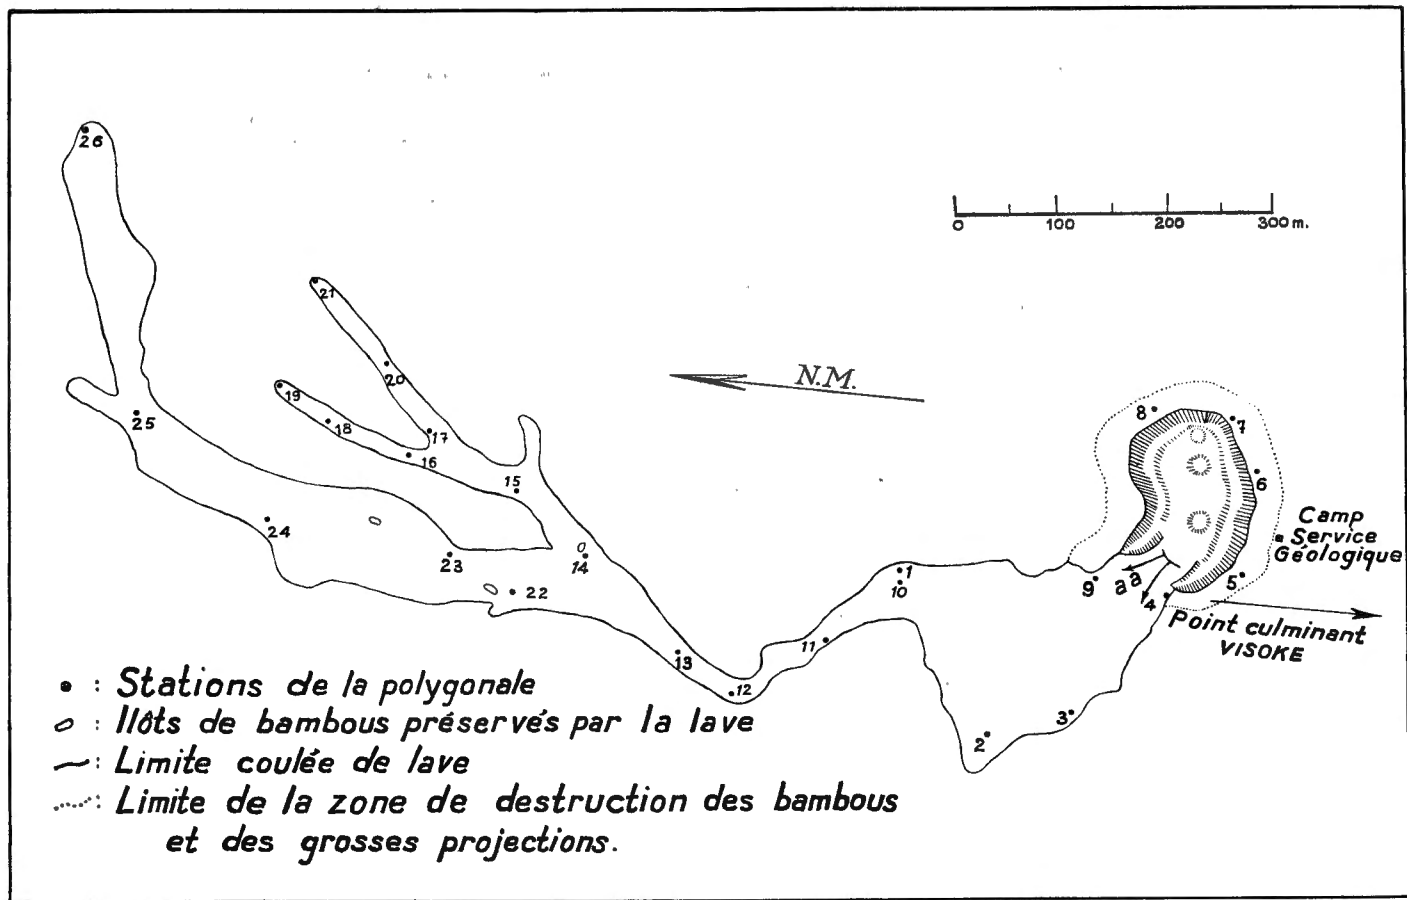 26
0 100 200 300 m.
21
N.M.
20
19
8
7
18
17
25
16
6
15
Camp
Service
Géologique
24
23
14
1
10
9
aa
5
4
22
Point culminant
VISOKE
11
13
12
3
2
• : Stations de la polygonale
: Ilôts de bambous préservés par la lave
: Limite coulée de lave
: Limite de la zone de destruction des bambous
et des grosses projections.